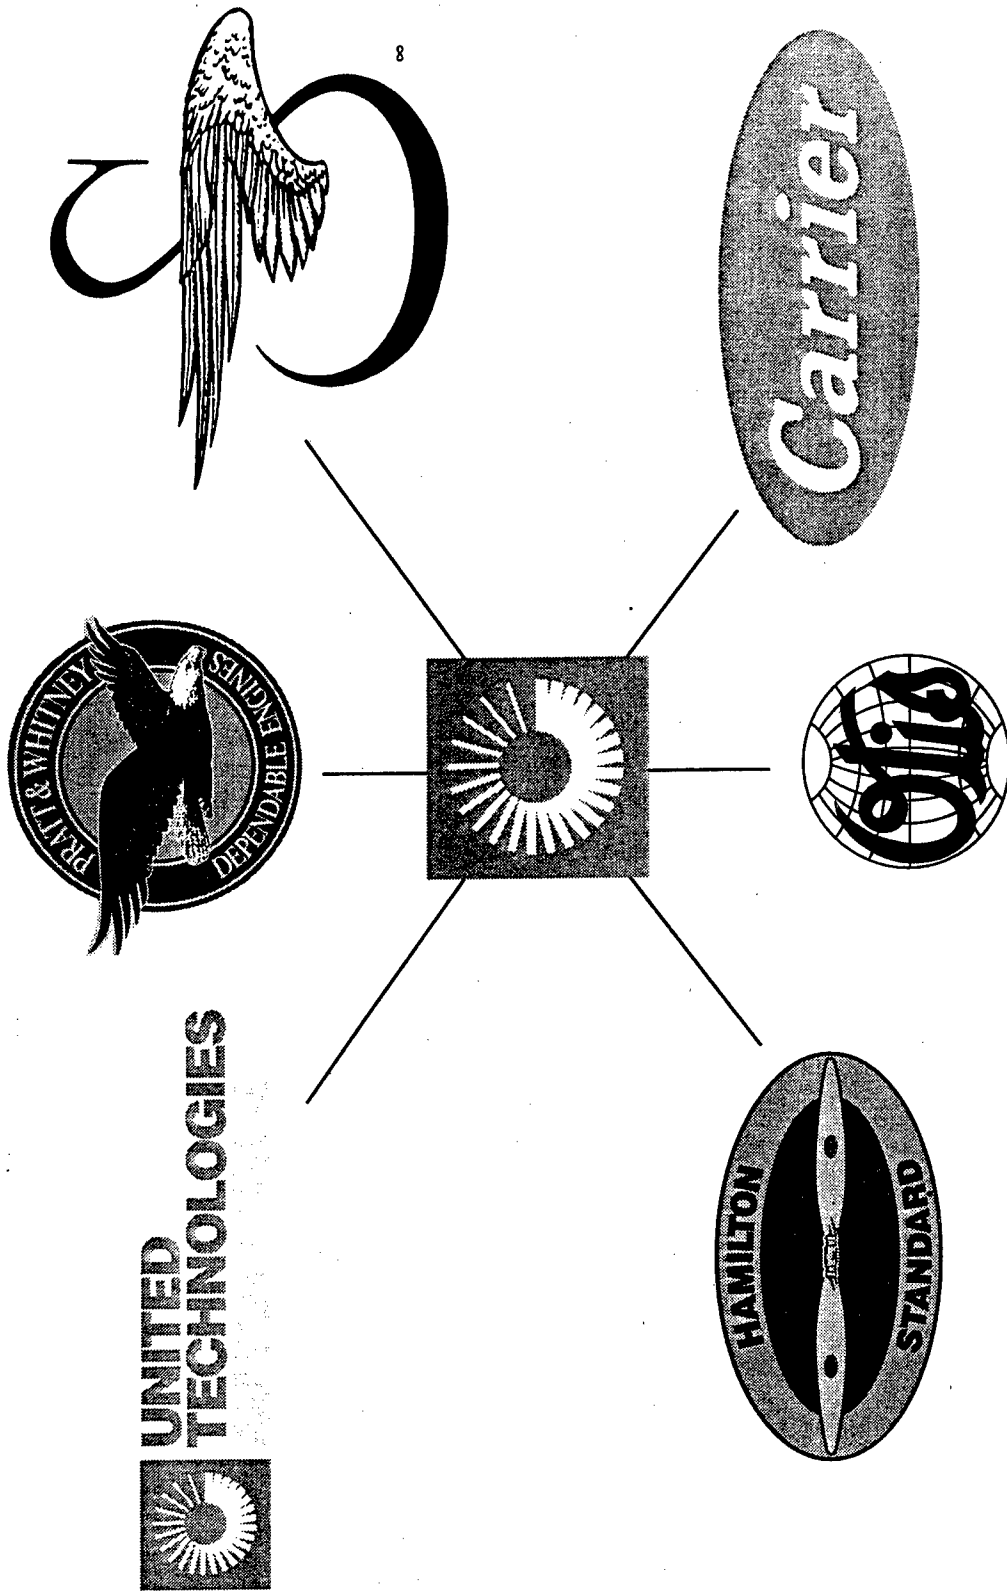 8
UNITED
TECHNOLOGIES
PRATT & WHITNEY
DEPENDABLE ENGINES
S
HAMILTON
STANDARD
Otis
Carrier